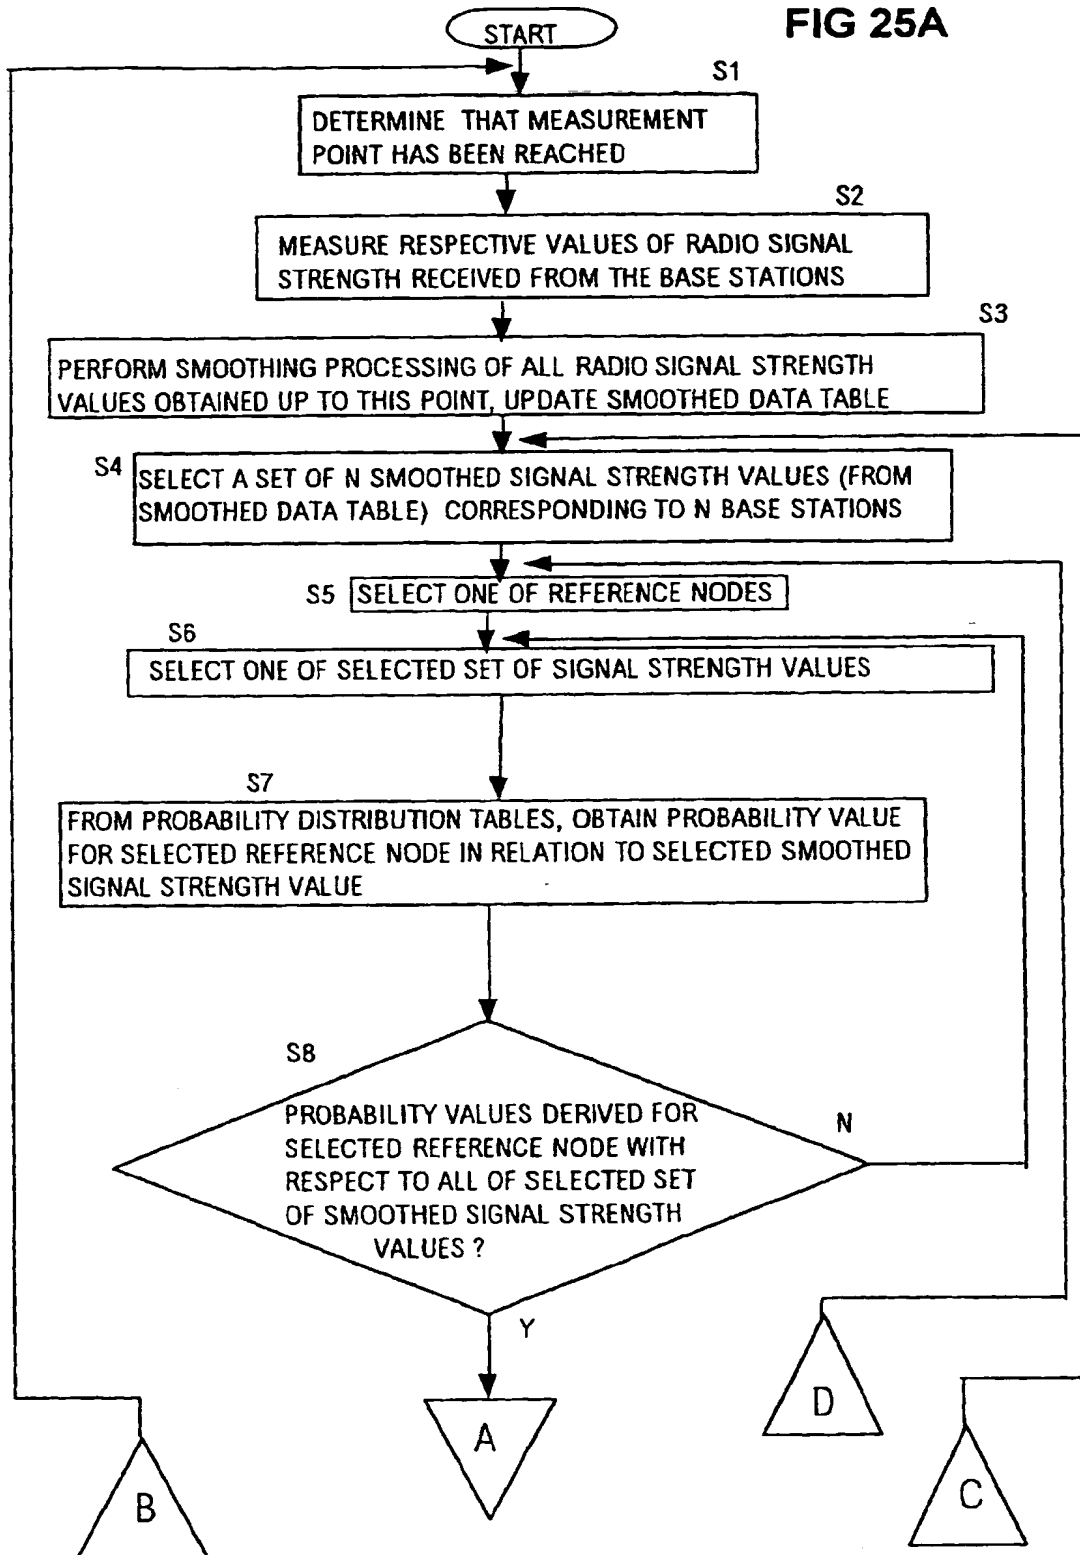 FIG 25A
START
S1
DETERMINE THAT MEASUREMENT
POINT HAS BEEN REACHED
S2
MEASURE RESPECTIVE VALUES OF RADIO SIGNAL
STRENGTH RECEIVED FROM THE BASE STATIONS
S3
PERFORM SMOOTHING PROCESSING OF ALL RADIO SIGNAL STRENGTH
VALUES OBTAINED UP TO THIS POINT, UPDATE SMOOTHED DATA TABLE
S4
SELECT A SET OF N SMOOTHED SIGNAL STRENGTH VALUES (FROM
SMOOTHED DATA TABLE) CORRESPONDING TO N BASE STATIONS
S5
SELECT ONE OF REFERENCE NODES
S6
SELECT ONE OF SELECTED SET OF SIGNAL STRENGTH VALUES
S7
FROM PROBABILITY DISTRIBUTION TABLES, OBTAIN PROBABILITY VALUE
FOR SELECTED REFERENCE NODE IN RELATION TO SELECTED SMOOTHED
SIGNAL STRENGTH VALUE
S8
PROBABILITY VALUES DERIVED FOR
SELECTED REFERENCE NODE WITH
RESPECT TO ALL OF SELECTED SET
OF SMOOTHED SIGNAL STRENGTH
VALUES ?
N
Y
A
D
C
B